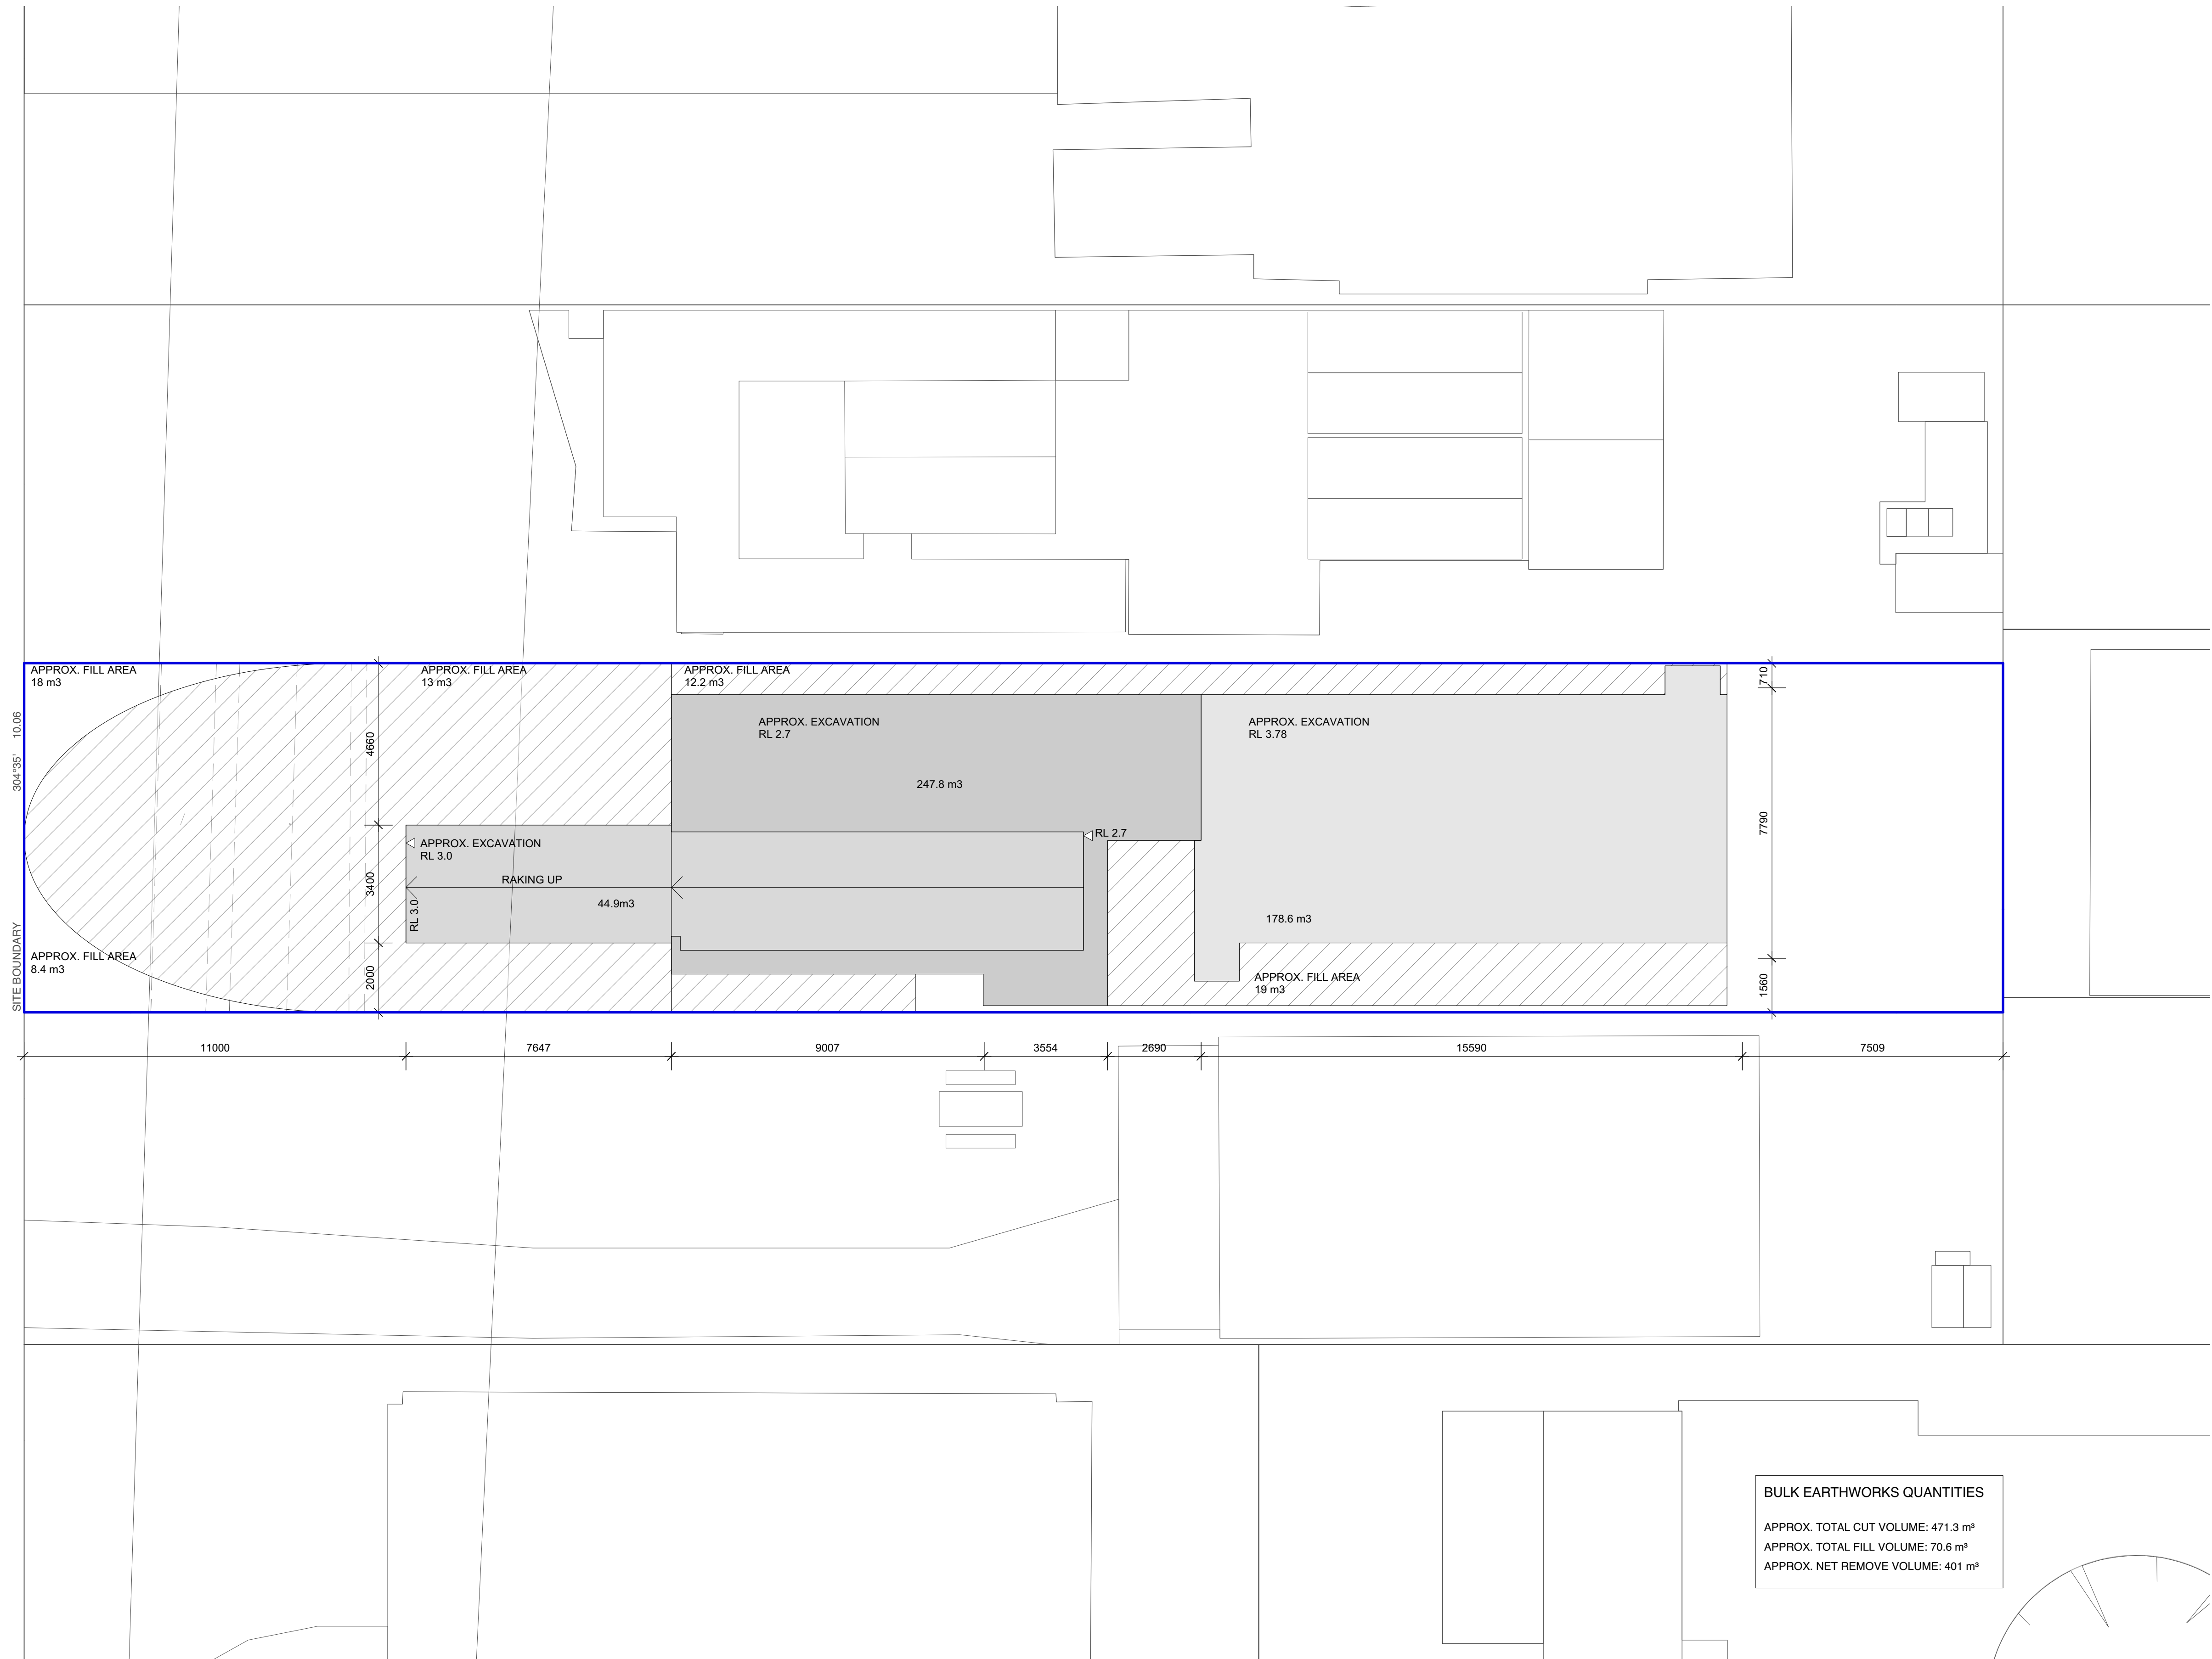 APPROX. FILL AREA
18 m3
APPROX. FILL AREA
13 m3
APPROX. FILL AREA
12.2 m3
710
304°35' 10.06
APPROX. EXCAVATION
RL 2.7
APPROX. EXCAVATION
RL 3.78
4660
247.8 m3
7790
RL 2.7
APPROX. EXCAVATION
RL 3.0
RAKING UP
3400
RL 3.0
44.9m3
178.6 m3
SITE BOUNDARY
APPROX. FILL AREA
8.4 m3
2000
APPROX. FILL AREA
19 m3
1560
11000
7647
9007
3554
2690
15590
7509
BULK EARTHWORKS QUANTITIES
APPROX. TOTAL CUT VOLUME: 471.3 m³
APPROX. TOTAL FILL VOLUME: 70.6 m³
APPROX. NET REMOVE VOLUME: 401 m³